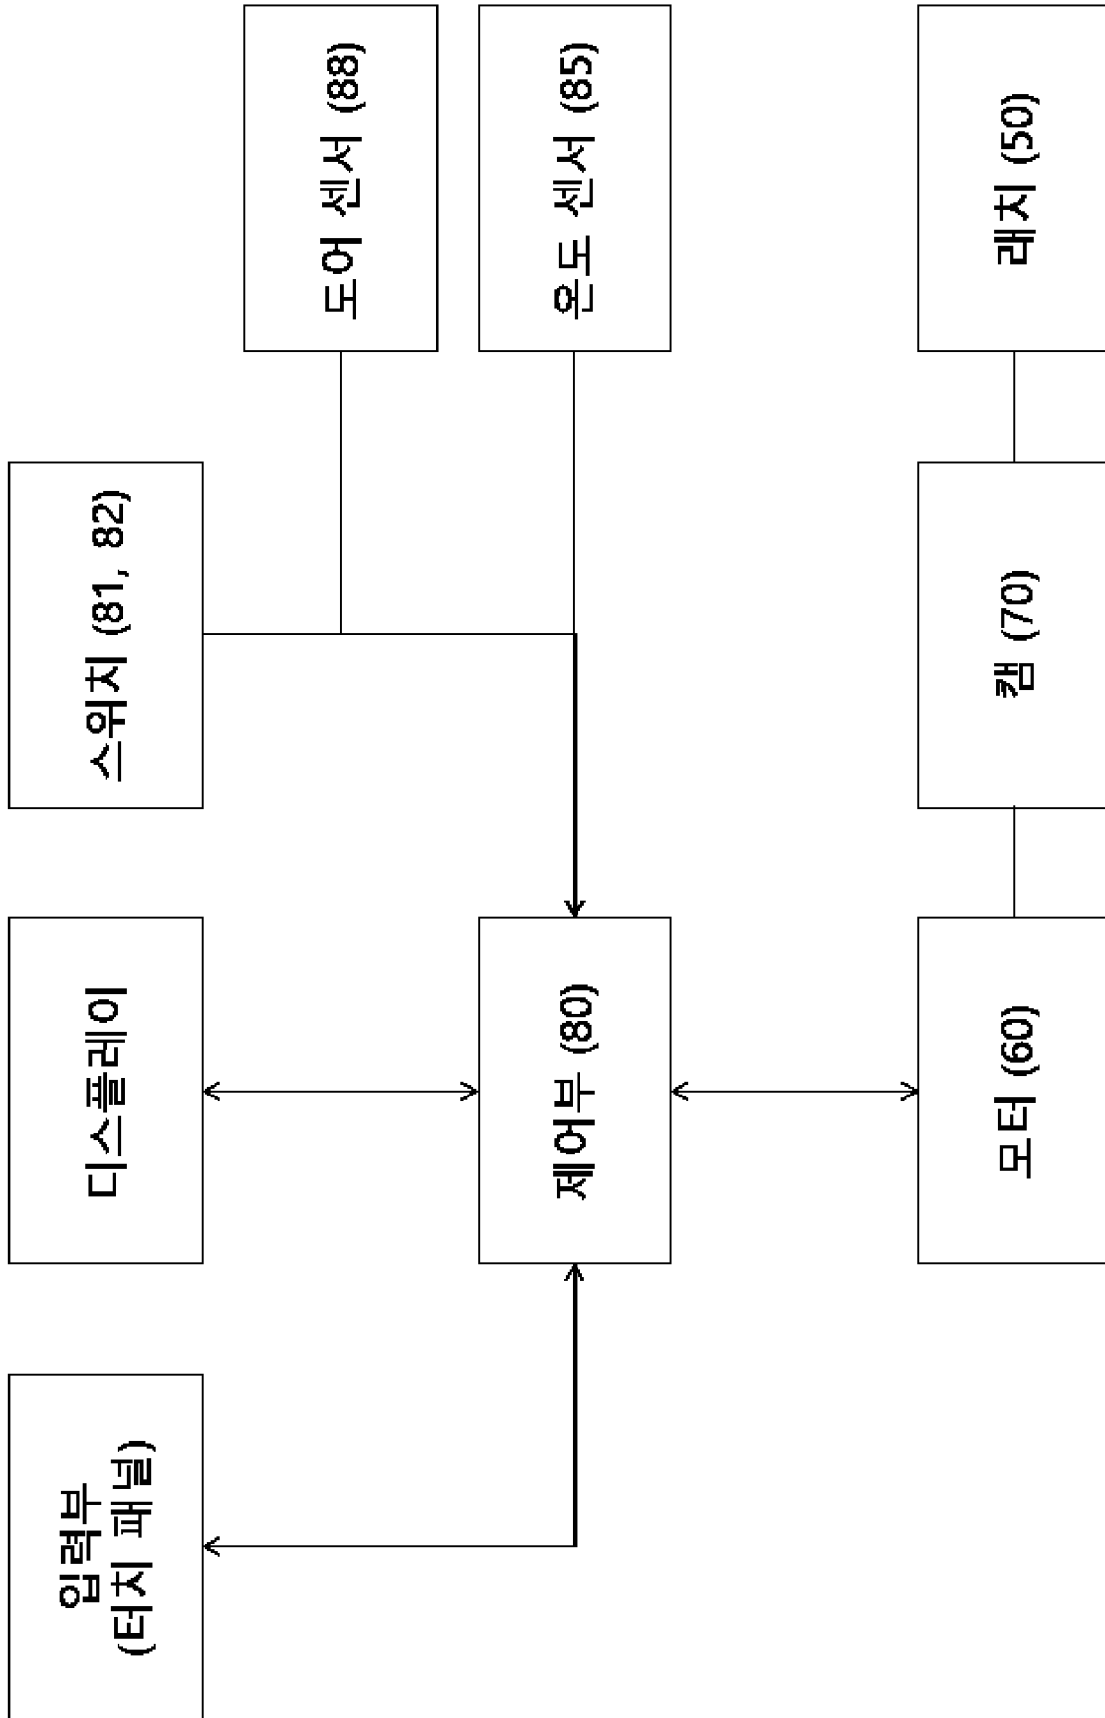 입력부
(터치 패널)
디스플레이
스위치 (81, 82)
도어 센서 (88)
제어부 (80)
온도 센서 (85)
모터 (60)
캠 (70)
래치 (50)